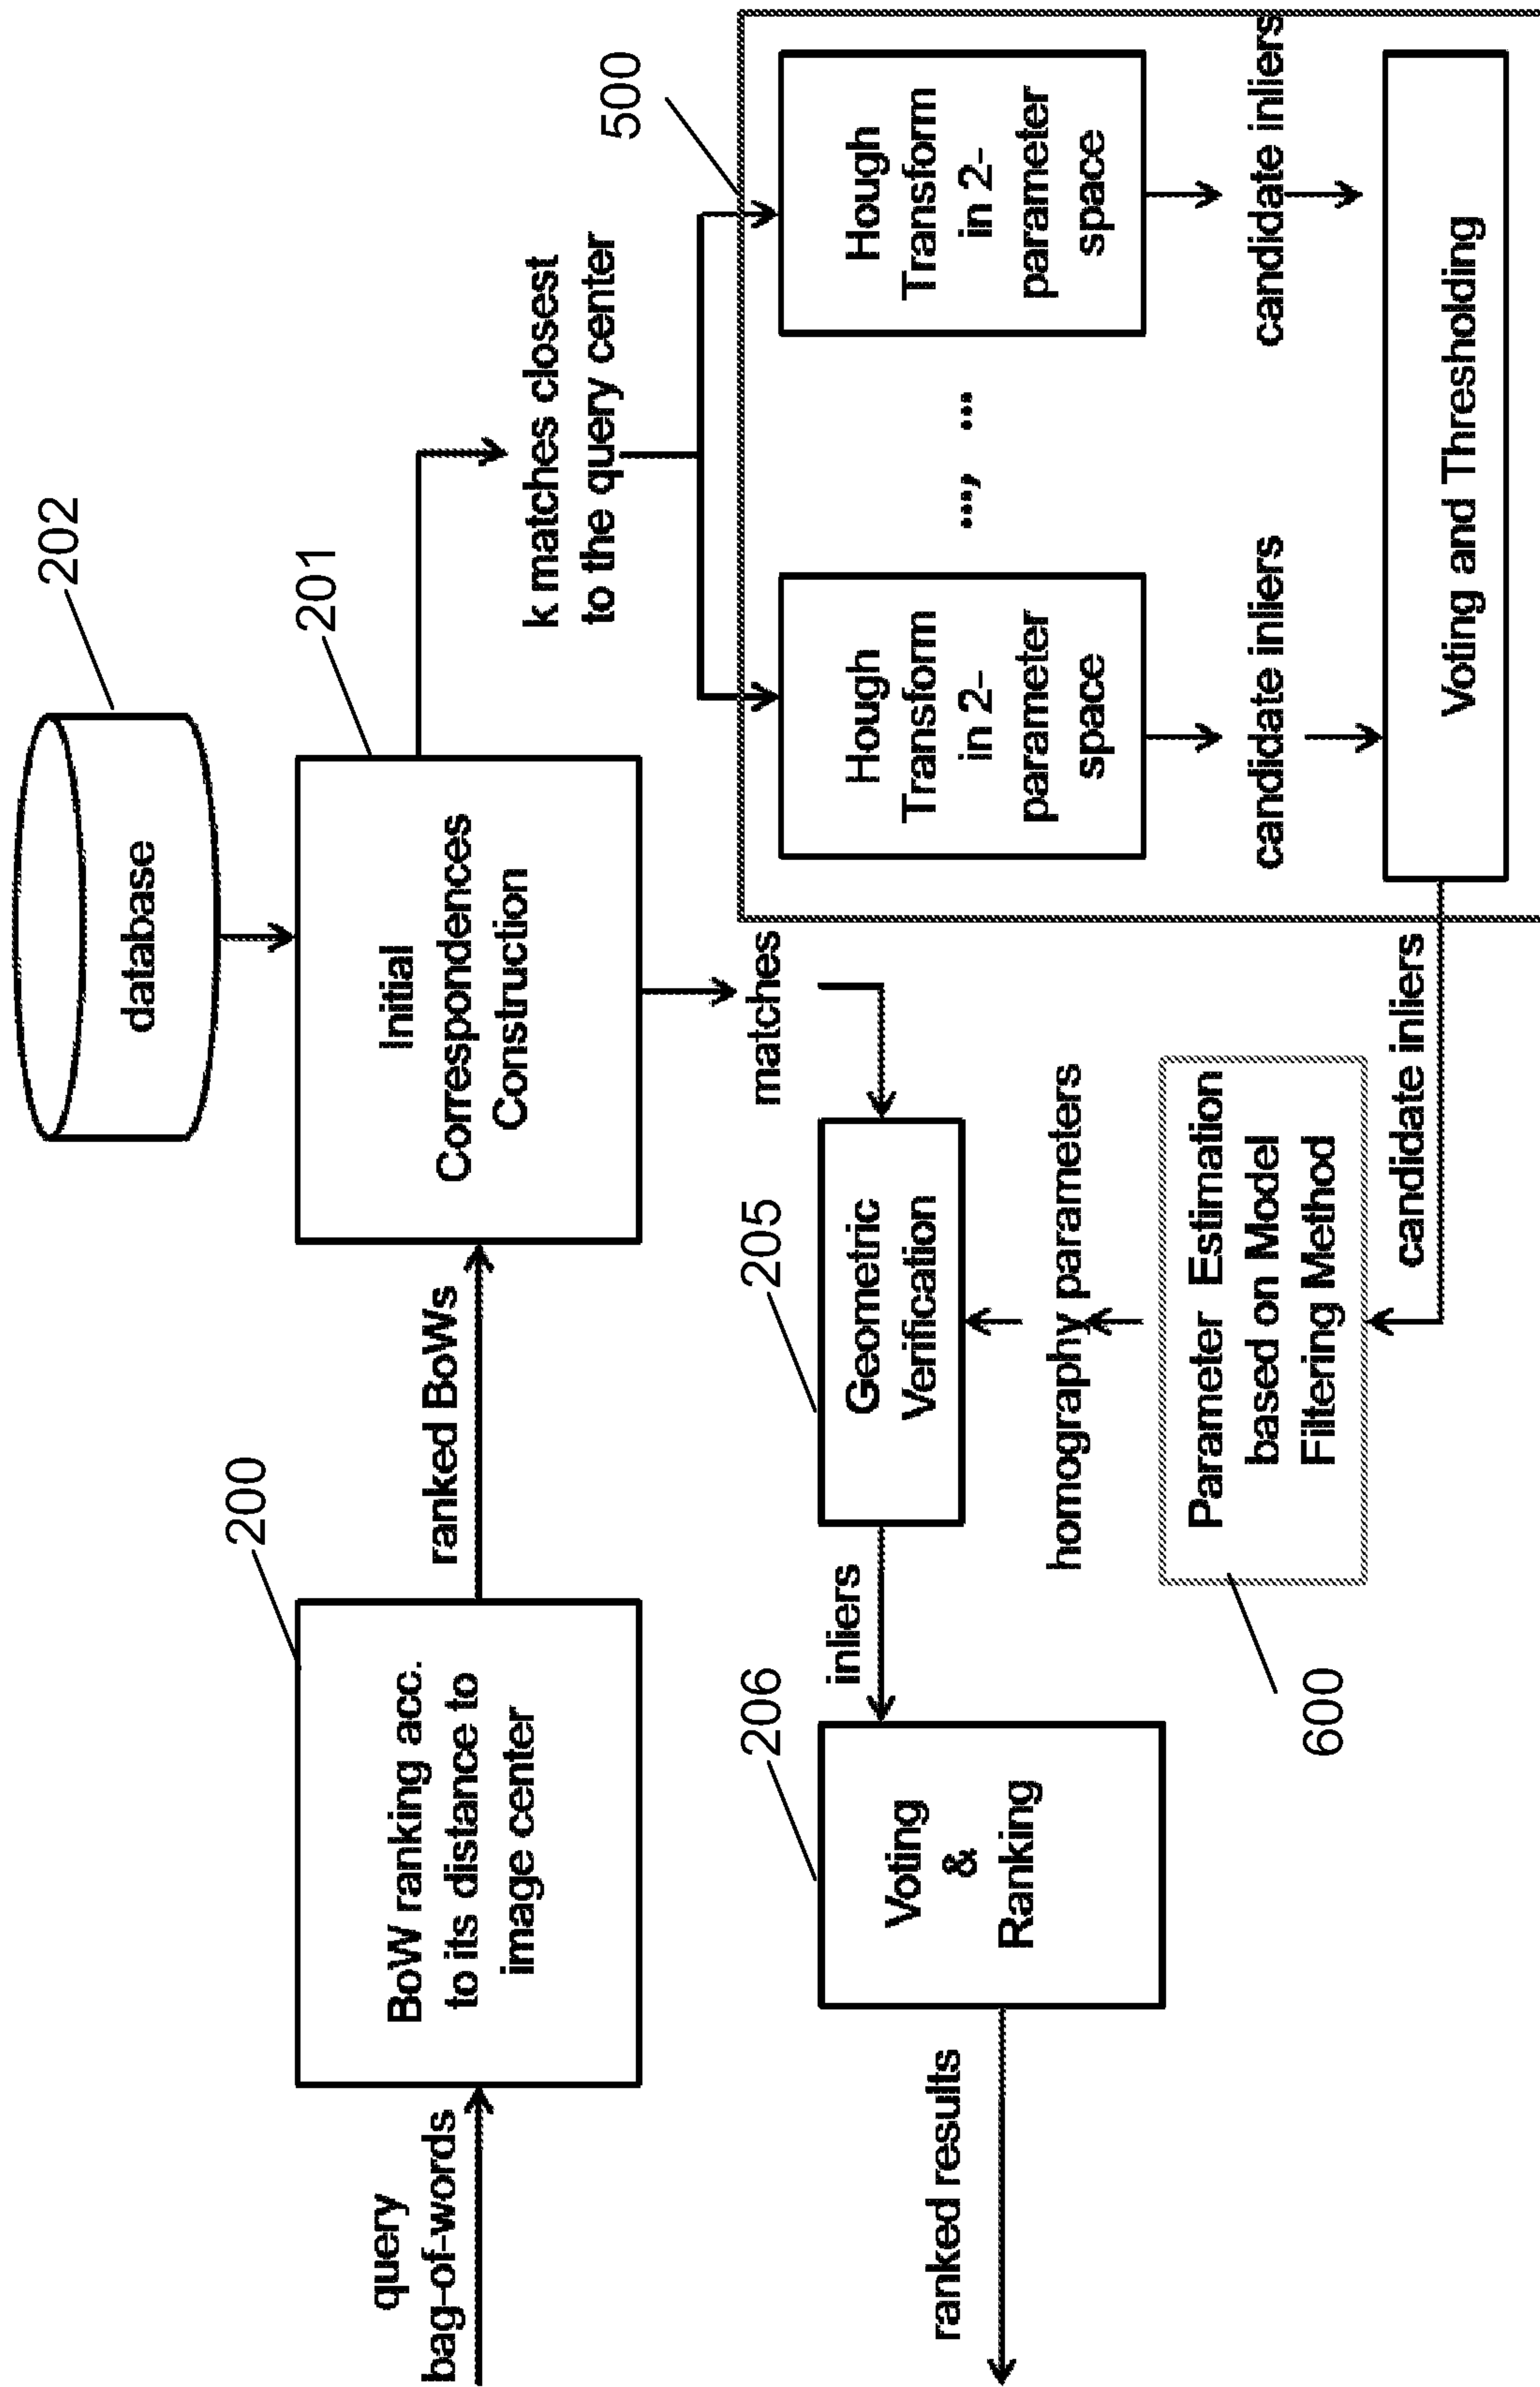 202
database
query
bag-of-words
200
BoW ranking acc.
to its distance to
image center
ranked BoWs
201
Initial
Correspondences
Construction
k matches closest
to the query center
matches
500
Hough
Transform
in 2-
parameter
space
..., ...
Hough
Transform
in 2-
parameter
space
candidate inliers
candidate inliers
Voting and Thresholding
candidate inliers
600
Parameter Estimation
based on Model
Filtering Method
homography parameters
205
Geometric
Verification
inliers
206
Voting
&
Ranking
ranked results